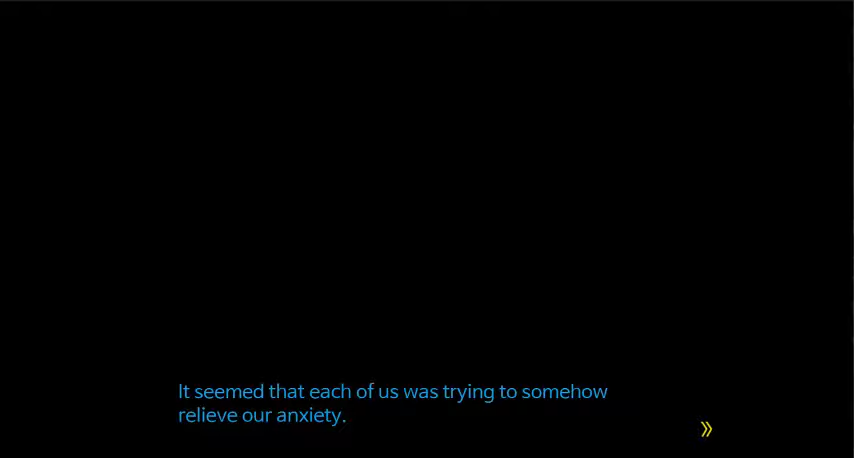 It seemed that each of us was trying to somehow
relieve our anxiety.